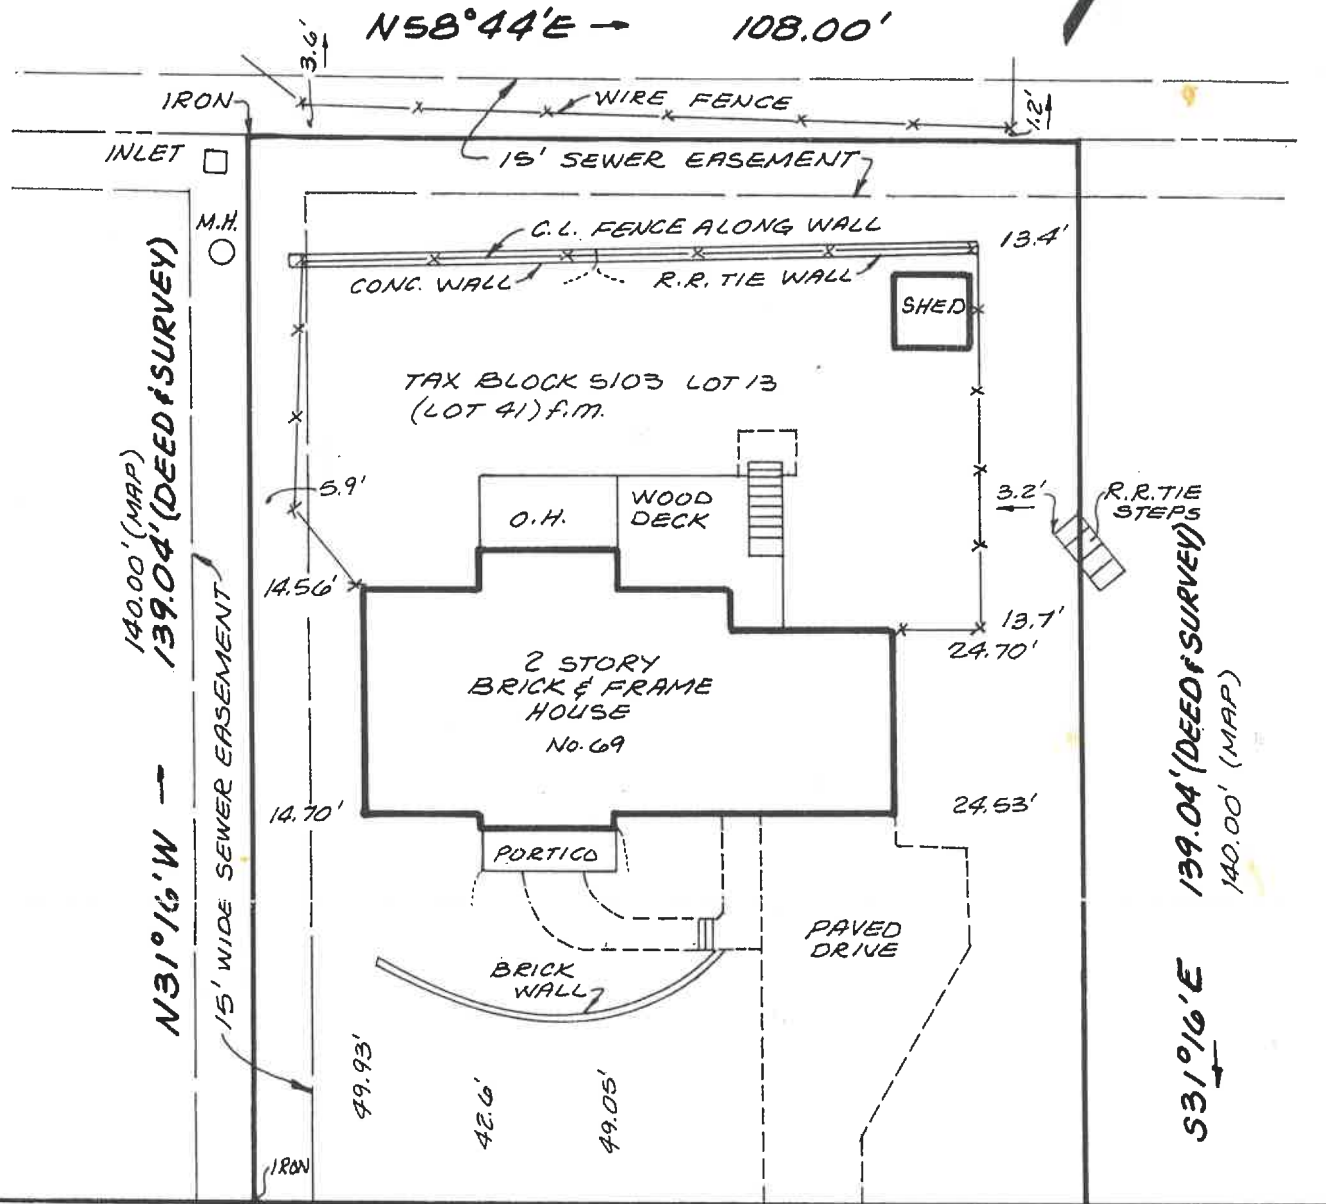 N58°44'E → 108.00'
3.6'
IRON
WIRE FENCE
1.2'
INLET
15' SEWER EASEMENT
M.H.
C.L. FENCE ALONG WALL
13.4'
CONC. WALL
R.R. TIE WALL
SHED
TAX BLOCK 5103 LOT 13
(LOT 41) f.m.
140.00' (MAP)
139.04' (DEED & SURVEY)
5.9'
O.H.
WOOD
DECK
3.2'
R.R. TIE
STEPS
14.56'
13.7'
24.70'
2 STORY
BRICK & FRAME
HOUSE
No. 69
139.04' (DEED & SURVEY)
140.00' (MAP)
14.70'
24.53'
PORTICO
N31°16'W →
15' WIDE SEWER EASEMENT
PAVED
DRIVE
BRICK
WALL
49.93'
42.6'
49.05'
S31°16'E →
IRON